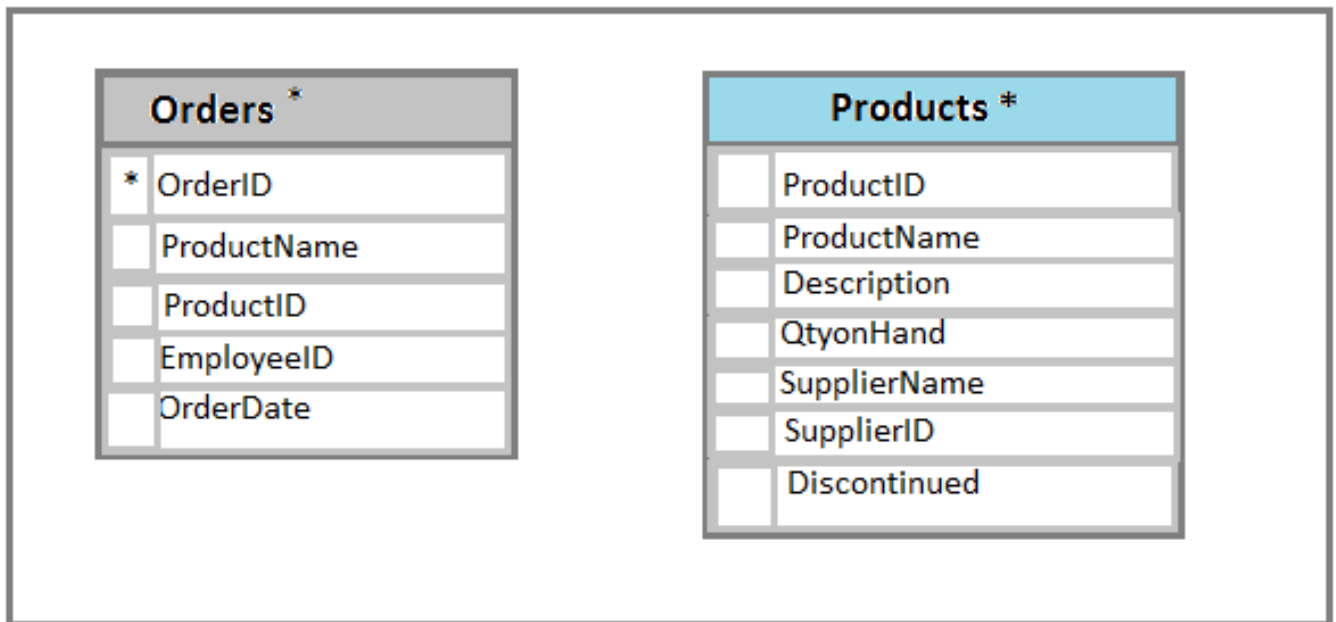 Orders *
* OrderID
ProductName
ProductID
EmployeeID
OrderDate
Products *
ProductID
ProductName
Description
QtyonHand
SupplierName
SupplierID
Discontinued